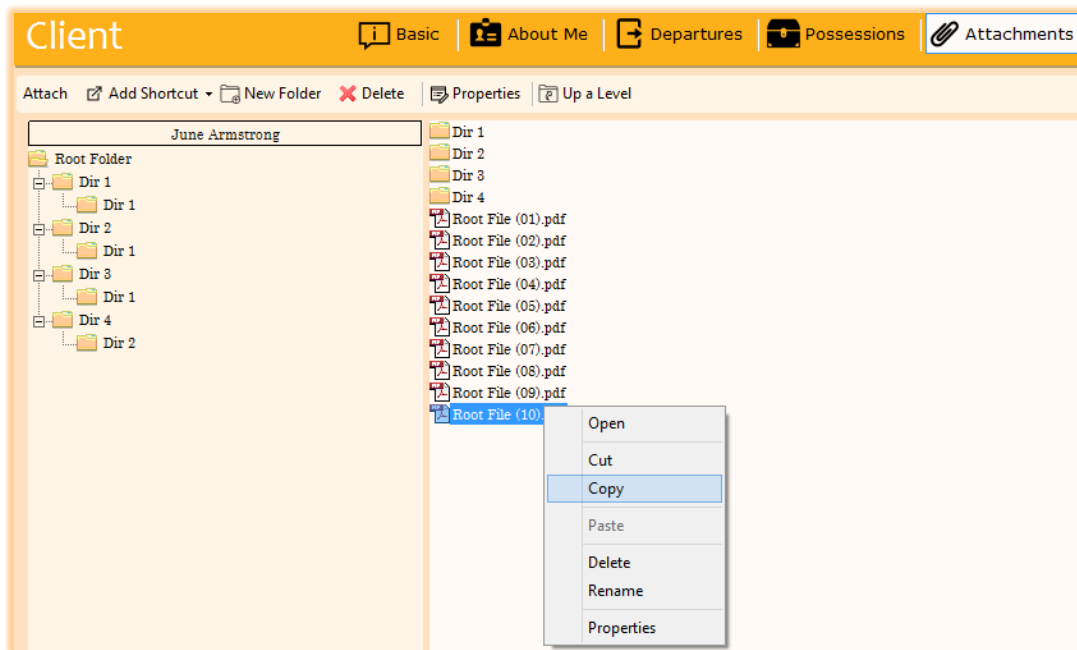 Client
Basic
About Me
Departures
Possessions
Attachments
Attach Add Shortcut New Folder Delete Properties Up a Level
June Armstrong
Root Folder
Dir 1
Dir 1
Dir 2
Dir 1
Dir 3
Dir 1
Dir 4
Dir 2
Dir 1
Dir 2
Dir 3
Dir 4
Root File (01).pdf
Root File (02).pdf
Root File (03).pdf
Root File (04).pdf
Root File (05).pdf
Root File (06).pdf
Root File (07).pdf
Root File (08).pdf
Root File (09).pdf
Root File (10).
Open
Cut
Copy
Paste
Delete
Rename
Properties